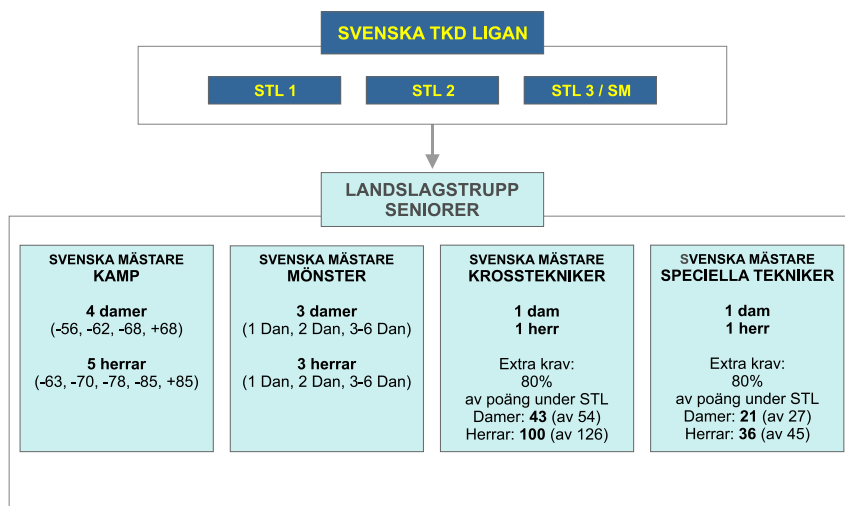 SVENSKA TKD LIGAN
STL 1
STL 2
STL 3 / SM
LANDSLAGSTRUPP
SENIORER
SVENSKA MÄSTARE
KAMP
4 damer
(-56, -62, -68, +68)
5 herrar
(-63, -70, -78, -85, +85)
SVENSKA MÄSTARE
MÖNSTER
3 damer
(1 Dan, 2 Dan, 3-6 Dan)
3 herrar
(1 Dan, 2 Dan, 3-6 Dan)
SVENSKA MÄSTARE
KROSSTEKNIKER
1 dam
1 herr
Extra krav:
80%
av poäng under STL
Damer: 43 (av 54)
Herrar: 100 (av 126)
SVENSKA MÄSTARE
SPECIELLA TEKNIKER
1 dam
1 herr
Extra krav:
80%
av poäng under STL
Damer: 21 (av 27)
Herrar: 36 (av 45)